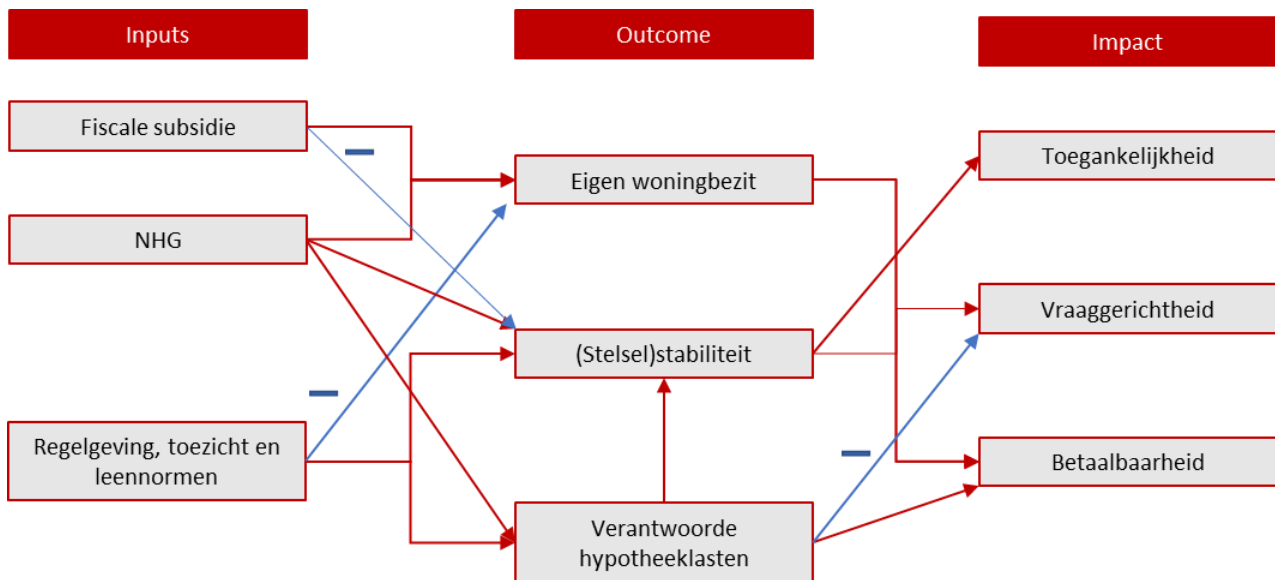 Inputs
Outcome
Impact
Fiscale subsidie
NHG
Regelgeving, toezicht en
leennormen
Eigen woningbezit
(Stelsel)stabiliteit
Verantwoorde
hypotheeklasten
Toegankelijkheid
Vraaggerichtheid
Betaalbaarheid